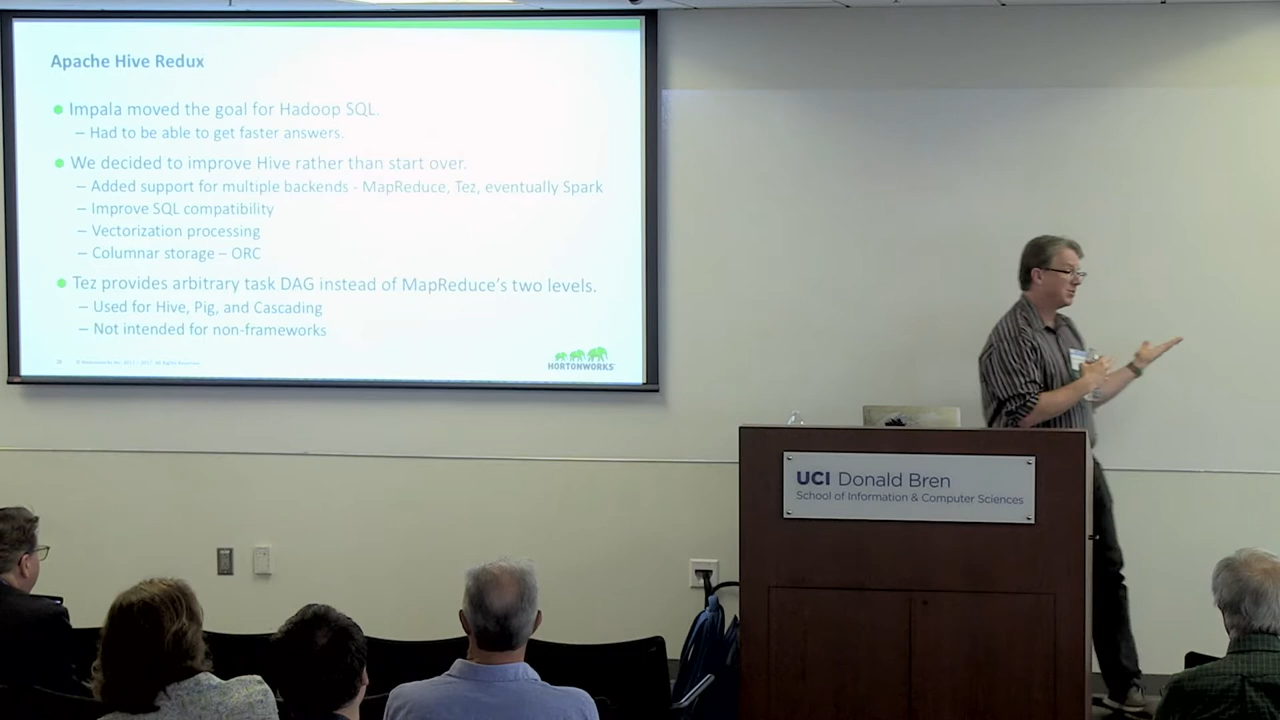 Apache Hive Redux
Impala moved the goal for Hadoop SQL.
– Had to be able to get faster answers.
We decided to improve Hive rather than start over.
– Added support for multiple backends - MapReduce, Tez, eventually Spark
– Improve SQL compatibility
– Vectorization processing
– Columnar storage – ORC
Tez provides arbitrary task DAG instead of MapReduce’s two levels.
– Used for Hive, Pig, and Cascading
– Not intended for non-frameworks
HORTONWORKS
UCI Donald Bren
School of Information & Computer Sciences